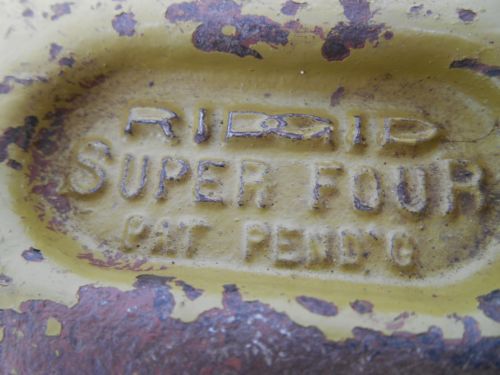 RIDGID
SUPER FOUR
PAT PEND'G